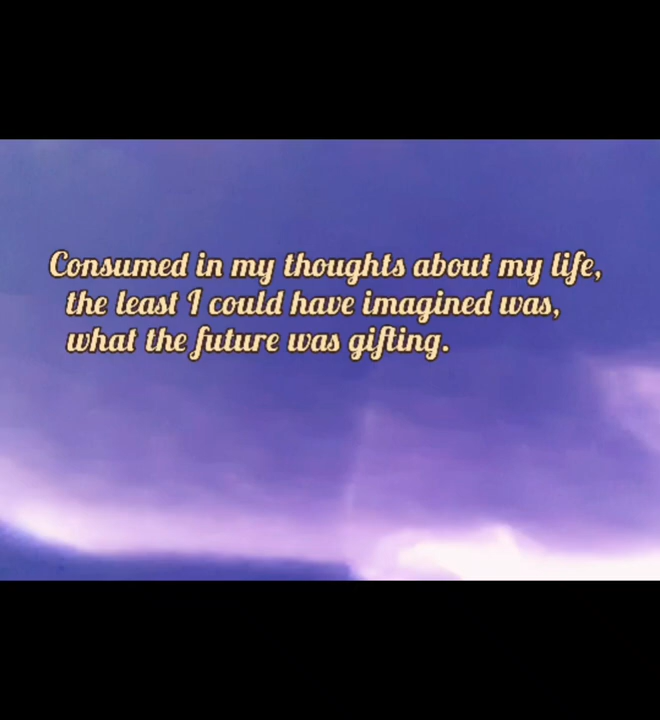 Consumed in my thoughts about my life,
the least I could have imagined was,
what the future was gifting.